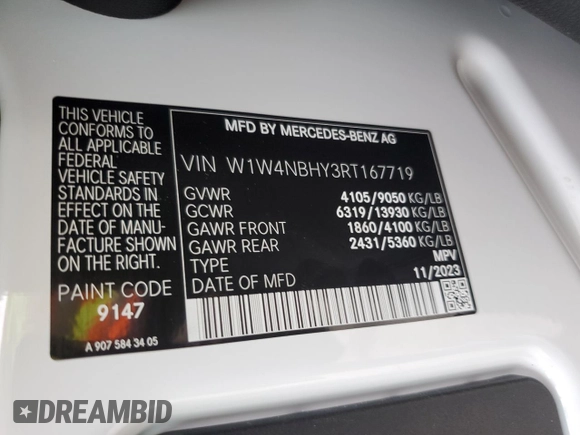 THIS VEHICLE
CONFORMS TO
ALL APPLICABLE
FEDERAL
VEHICLE SAFETY
STANDARDS IN
EFFECT ON THE
DATE OF MANU-
FACTURE SHOWN
ON THE RIGHT.
PAINT CODE
9147
A 907 584 34 05
MFD BY MERCEDES-BENZ AG
VIN W1W4NBHY3RT167719
GVWR 4105/9050 KG/LB
GCWR 6319/13930 KG/LB
GAWR FRONT 1860/4100 KG/LB
GAWR REAR 2431/5360 KG/LB
TYPE MPV
DATE OF MFD 11/2023
DREAMBID